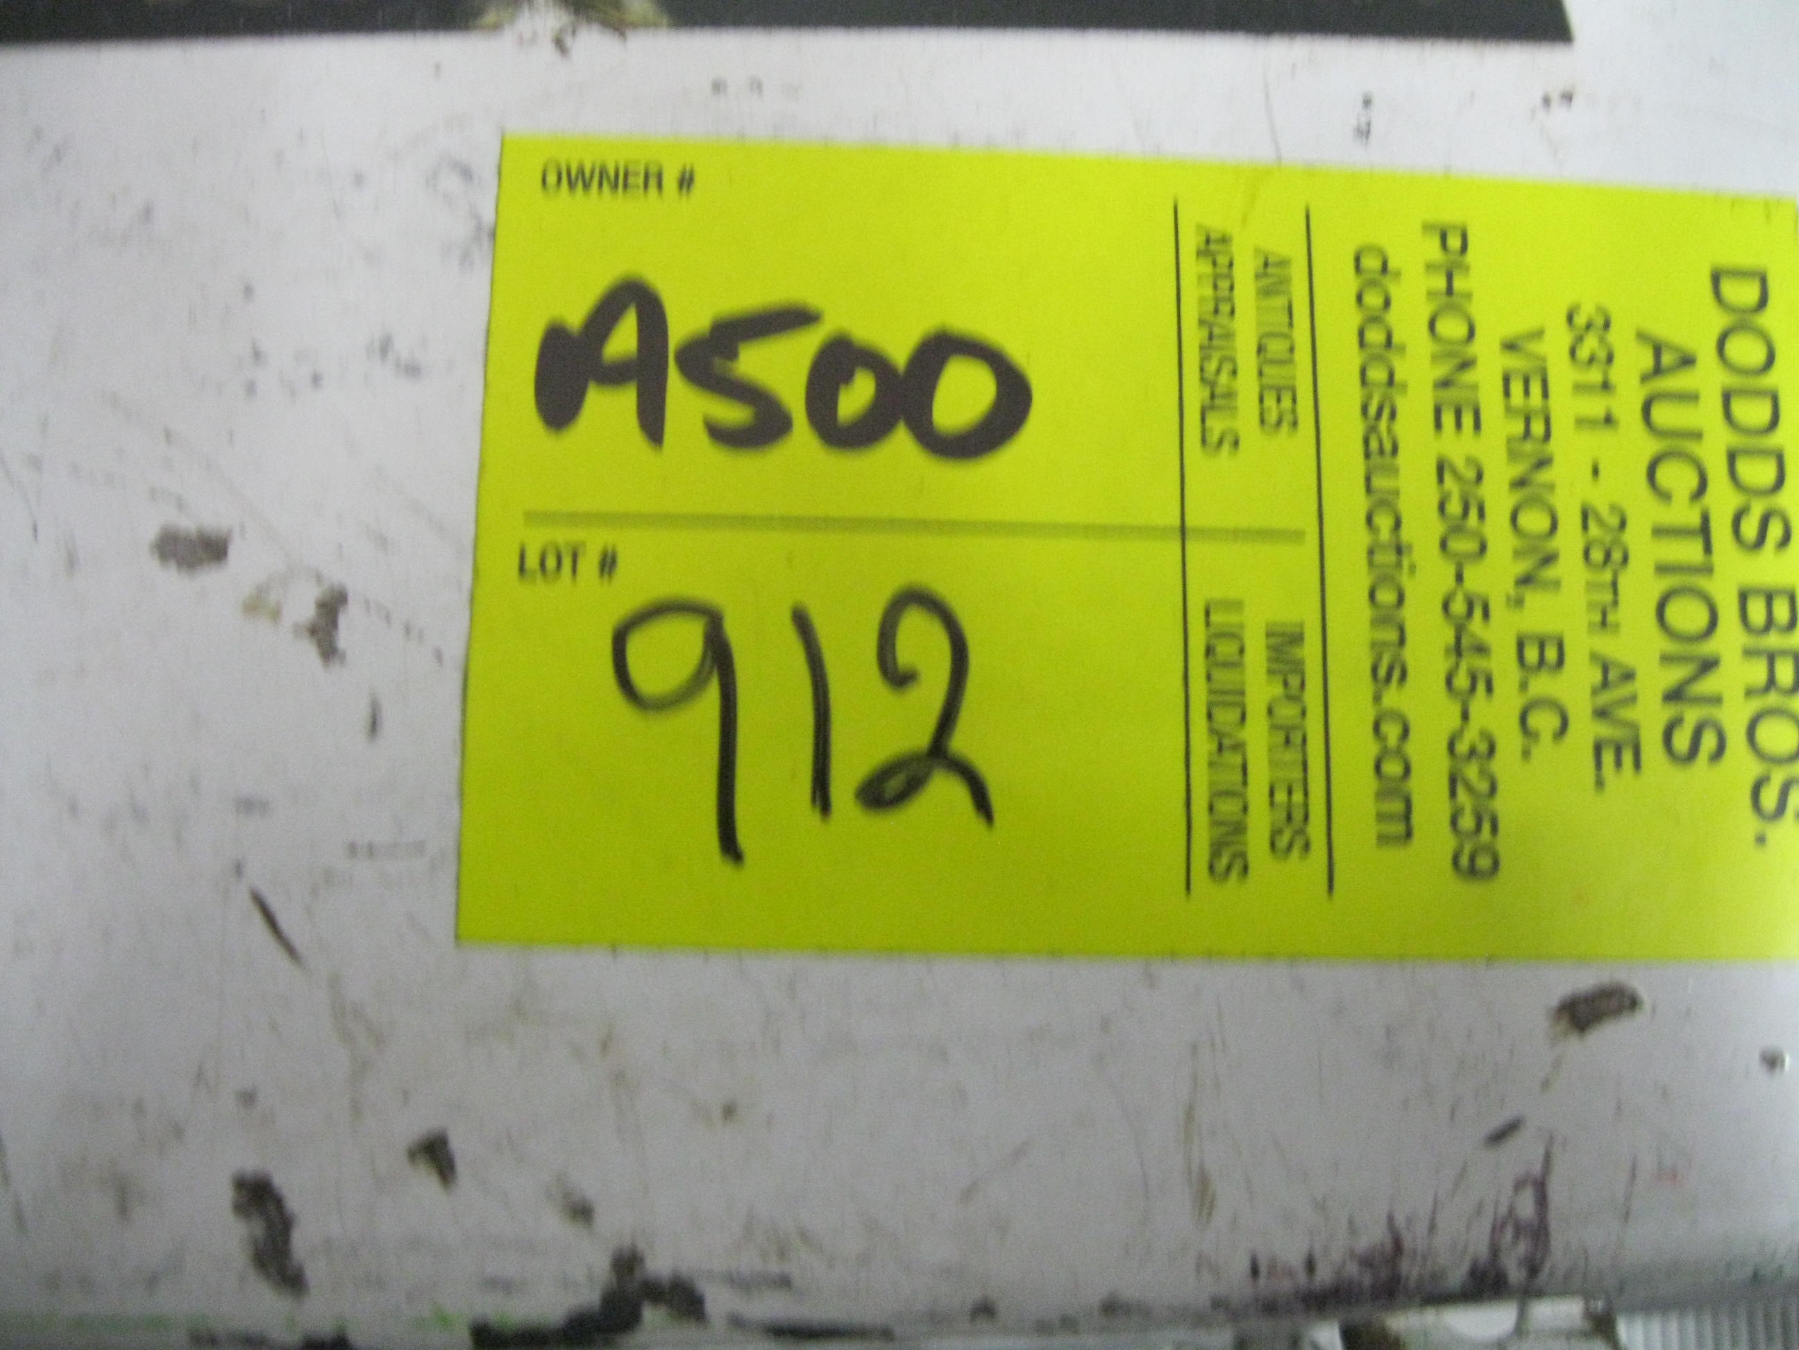 OWNER #
A500
LOT #
912
DODDS BROS.
AUCTIONS
3311 - 28TH AVE.
VERNON, B.C.
PHONE 250-545-3259
doddsauctions.com
ANTIQUES IMPORTERS
APPRAISALS LIQUIDATIONS